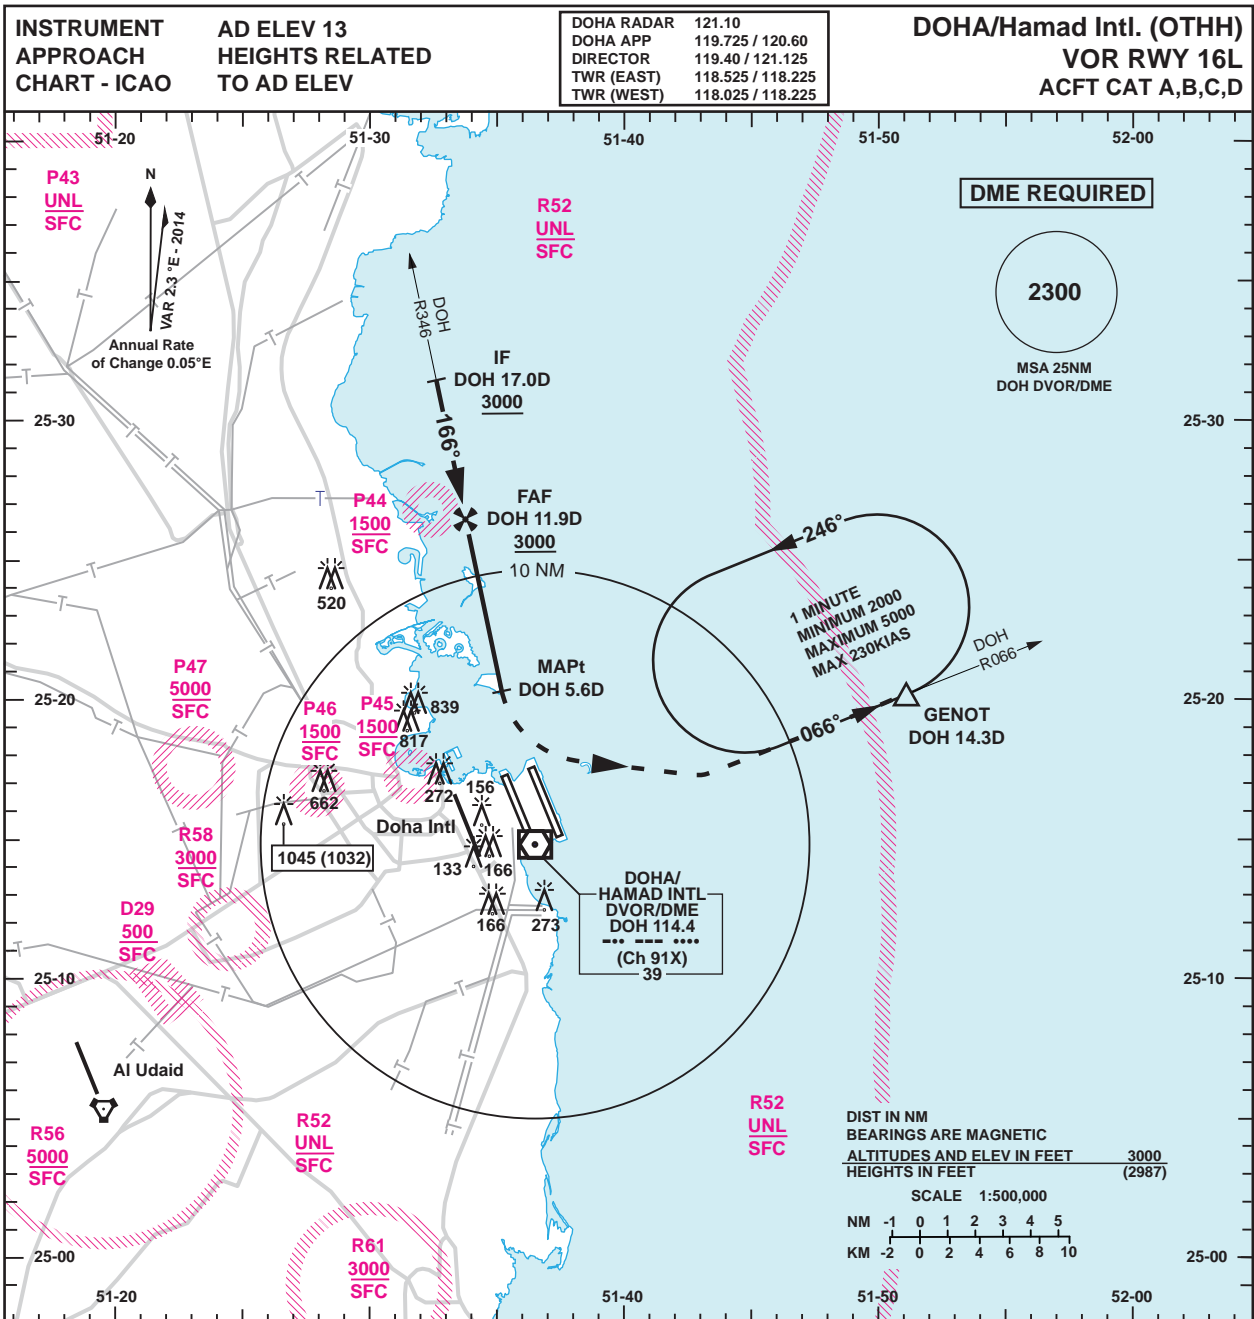 INSTRUMENT
APPROACH
CHART - ICAO
AD ELEV 13
HEIGHTS RELATED
TO AD ELEV
DOHA RADAR 121.10
DOHA APP 119.725 / 120.60
DIRECTOR 119.40 / 121.125
TWR (EAST) 118.525 / 118.225
TWR (WEST) 118.025 / 118.225
DOHA/Hamad Intl. (OTHH)
VOR RWY 16L
ACFT CAT A,B,C,D
51-20
51-30
51-40
51-50
52-00
P43
UNL
SFC
N
VAR 2.3 °E - 2014
Annual Rate
of Change 0.05°E
R52
UNL
SFC
DME REQUIRED
2300
MSA 25NM
DOH DVOR/DME
DOH
R346
IF
DOH 17.0D
3000
166°
25-30
25-30
P44
1500
SFC
T
FAF
DOH 11.9D
3000
10 NM
520
246°
1 MINUTE
MINIMUM 2000
MAXIMUM 5000
MAX 230KIAS
DOH
R066
MAPt
DOH 5.6D
P47
5000
SFC
25-20
25-20
P46
1500
SFC
P45
1500
SFC
839
817
066°
GENOT
DOH 14.3D
662
272
156
Doha Intl
1045 (1032)
133
166
R58
3000
SFC
DOHA/
HAMAD INTL
DVOR/DME
DOH 114.4
(Ch 91X)
39
166
273
D29
500
SFC
25-10
25-10
Al Udaid
R56
5000
SFC
R52
UNL
SFC
R52
UNL
SFC
DIST IN NM
BEARINGS ARE MAGNETIC
ALTITUDES AND ELEV IN FEET 3000
HEIGHTS IN FEET (2987)
SCALE 1:500,000
NM -1 0 1 2 3 4 5
KM -2 0 2 4 6 8 10
R61
3000
SFC
25-00
25-00
51-20
51-40
51-50
52-00